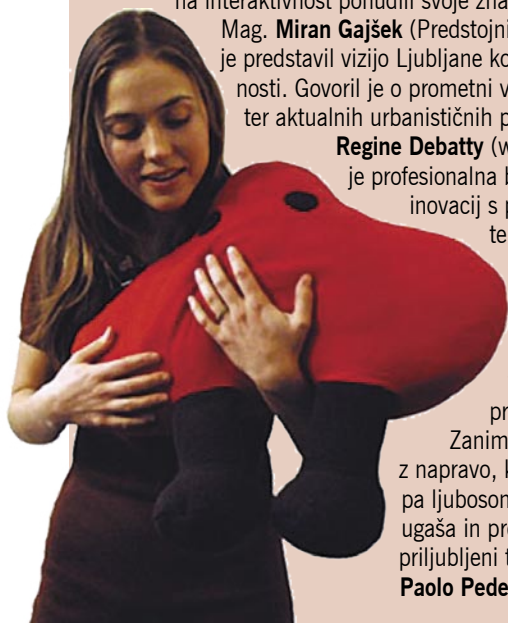 na interaktivnost ponudili svoje zna
Mag. Miran Gajšek (Predstojni
je predstavil vizijo Ljubljane ko
nosti. Govoril je o prometni v
ter aktualnih urbanističnih p
Regine Debatty (w
je profesionalna b
inovacij s p
te
pr
Zanim
z napravo, k
pa ljuboson
ugaša in pr
priljubljeni t
Paolo Pede